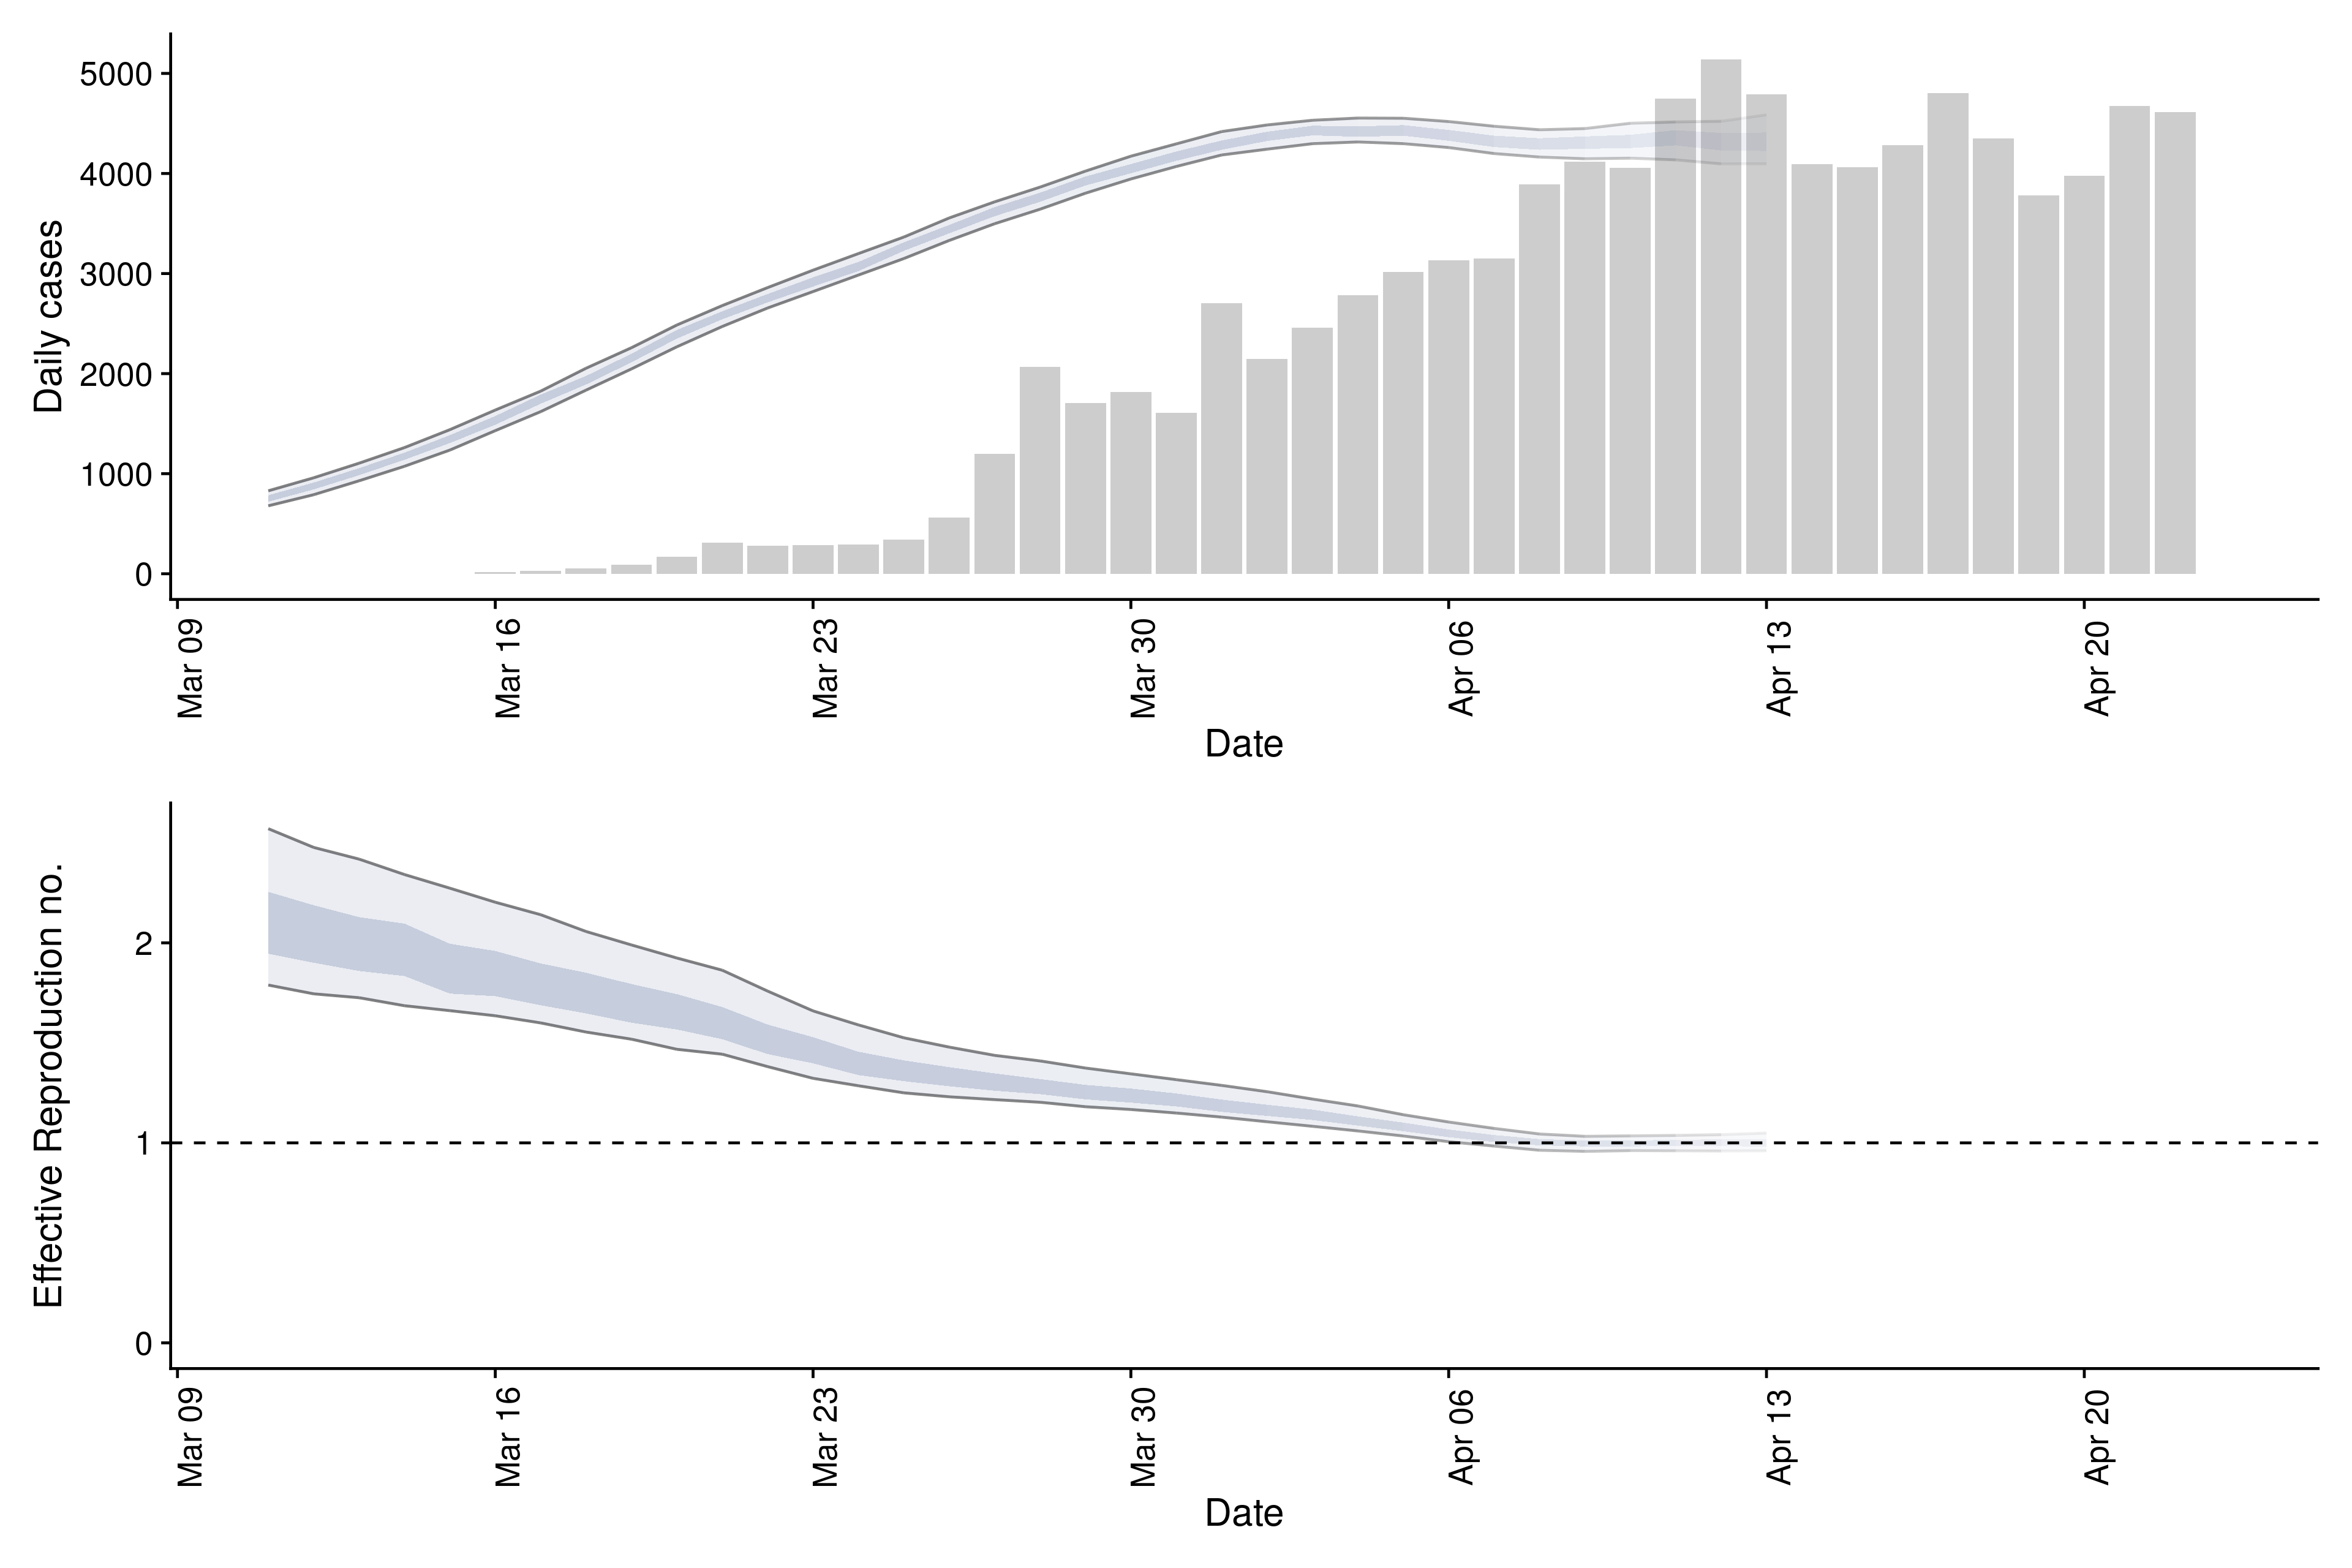 Daily cases
5000
4000
3000
2000
1000
0
Mar 09
Mar 16
Mar 23
Mar 30
Apr 06
Apr 13
Apr 20
Date
Effective Reproduction no.
2
1
0
Mar 09
Mar 16
Mar 23
Mar 30
Apr 06
Apr 13
Apr 20
Date